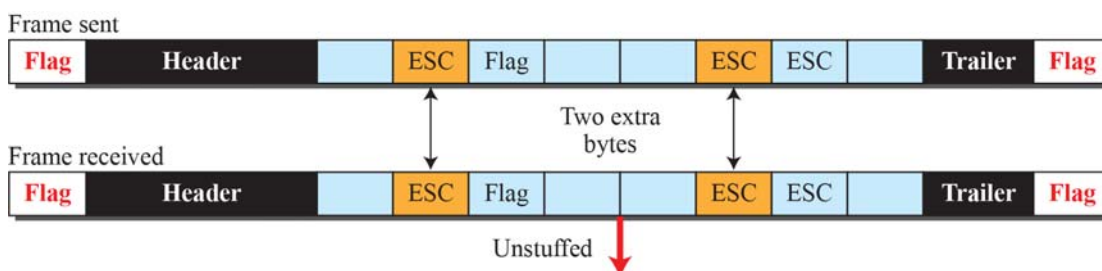 Frame sent
Flag Header ESC Flag ESC ESC Trailer Flag
Two extra
bytes
Frame received
Flag Header ESC Flag ESC ESC Trailer Flag
Unstuffed